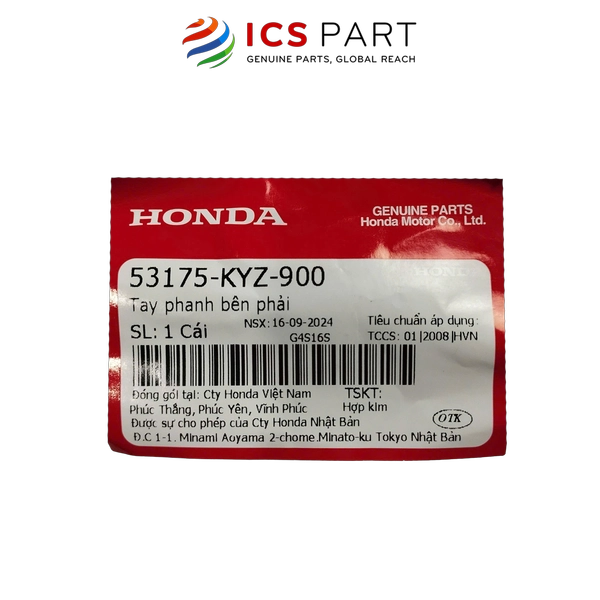 ICS PART
GENUINE PARTS, GLOBAL REACH
HONDA
GENUINE PARTS
Honda Motor Co., Ltd.
HONDA
53175-KYZ-900
Tay phanh bên phải
SL: 1 Cái
NSX: 16-09-2024
G4S16S
Tiêu chuẩn áp dụng:
TCCS: 01|2008|HVN
Đóng gói tại: Cty Honda Việt Nam
Phúc Thắng, Phúc Yên, Vĩnh Phúc
TSKT:
Hợp kim
Được sự cho phép của Cty Honda Nhật Bản
Đ.C 1-1. Minami Aoyama 2-chome.Minato-ku Tokyo Nhật Bản
OTK